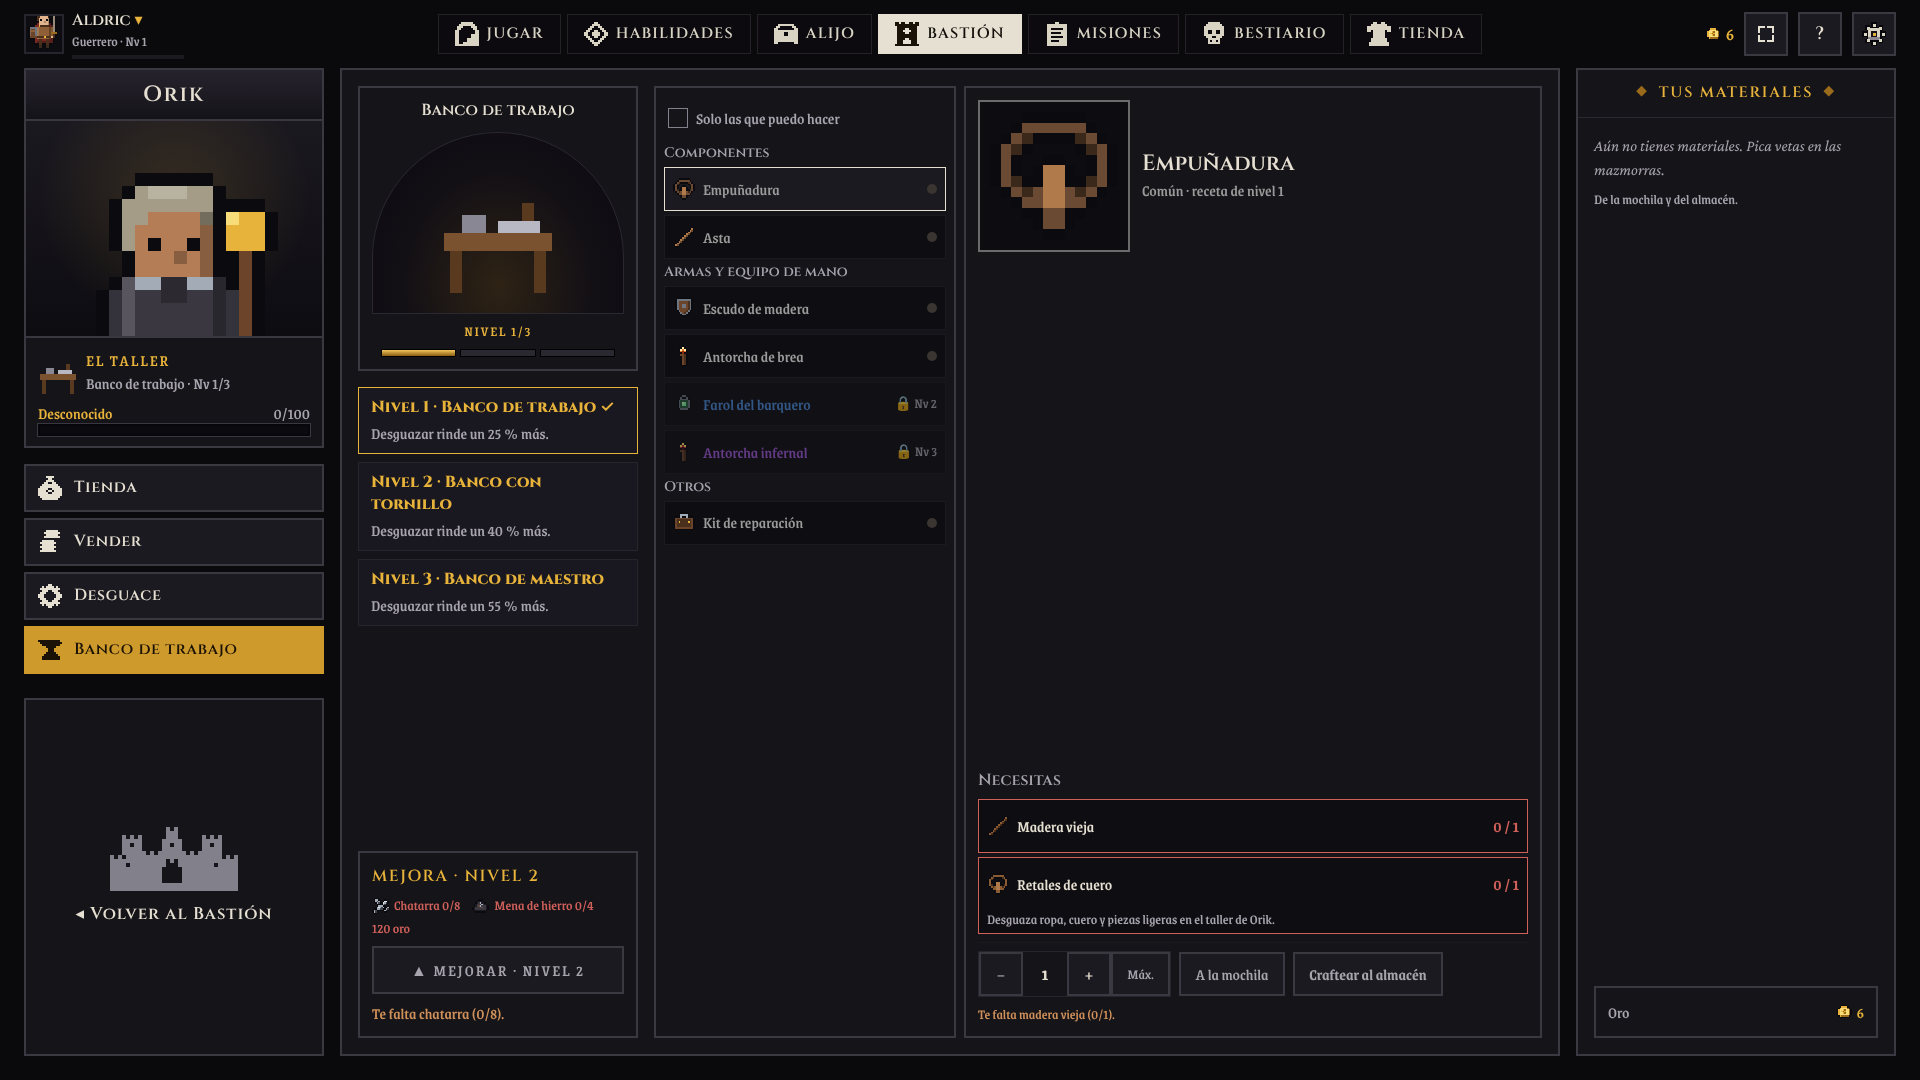 Aldric ▼
Guerrero · Nv 1
Jugar
Habilidades
Alijo
Bastión
Misiones
Bestiario
Tienda
6
?
Orik
El taller
Banco de trabajo · Nv 1/3
Desconocido 0/100
Tienda
Vender
Desguace
Banco de trabajo
◂ Volver al Bastión
Banco de trabajo
Nivel 1/3
Nivel 1 · Banco de trabajo ✓
Desguazar rinde un 25 % más.
Nivel 2 · Banco con
tornillo
Desguazar rinde un 40 % más.
Nivel 3 · Banco de maestro
Desguazar rinde un 55 % más.
Mejora · Nivel 2
Chatarra 0/8 Mena de hierro 0/4
120 oro
▲ Mejorar · Nivel 2
Te falta chatarra (0/8).
Solo las que puedo hacer
Componentes
Empuñadura
Asta
Armas y equipo de mano
Escudo de madera
Antorcha de brea
Farol del barquero Nv 2
Antorcha infernal Nv 3
Otros
Kit de reparación
Empuñadura
Común · receta de nivel 1
Necesitas
Madera vieja 0 / 1
Retales de cuero 0 / 1
Desguaza ropa, cuero y piezas ligeras en el taller de Orik.
− 1 + Máx. A la mochila Craftear al almacén
Te falta madera vieja (0/1).
◆ Tus materiales ◆
Aún no tienes materiales. Pica vetas en las
mazmorras.
De la mochila y del almacén.
Oro 6